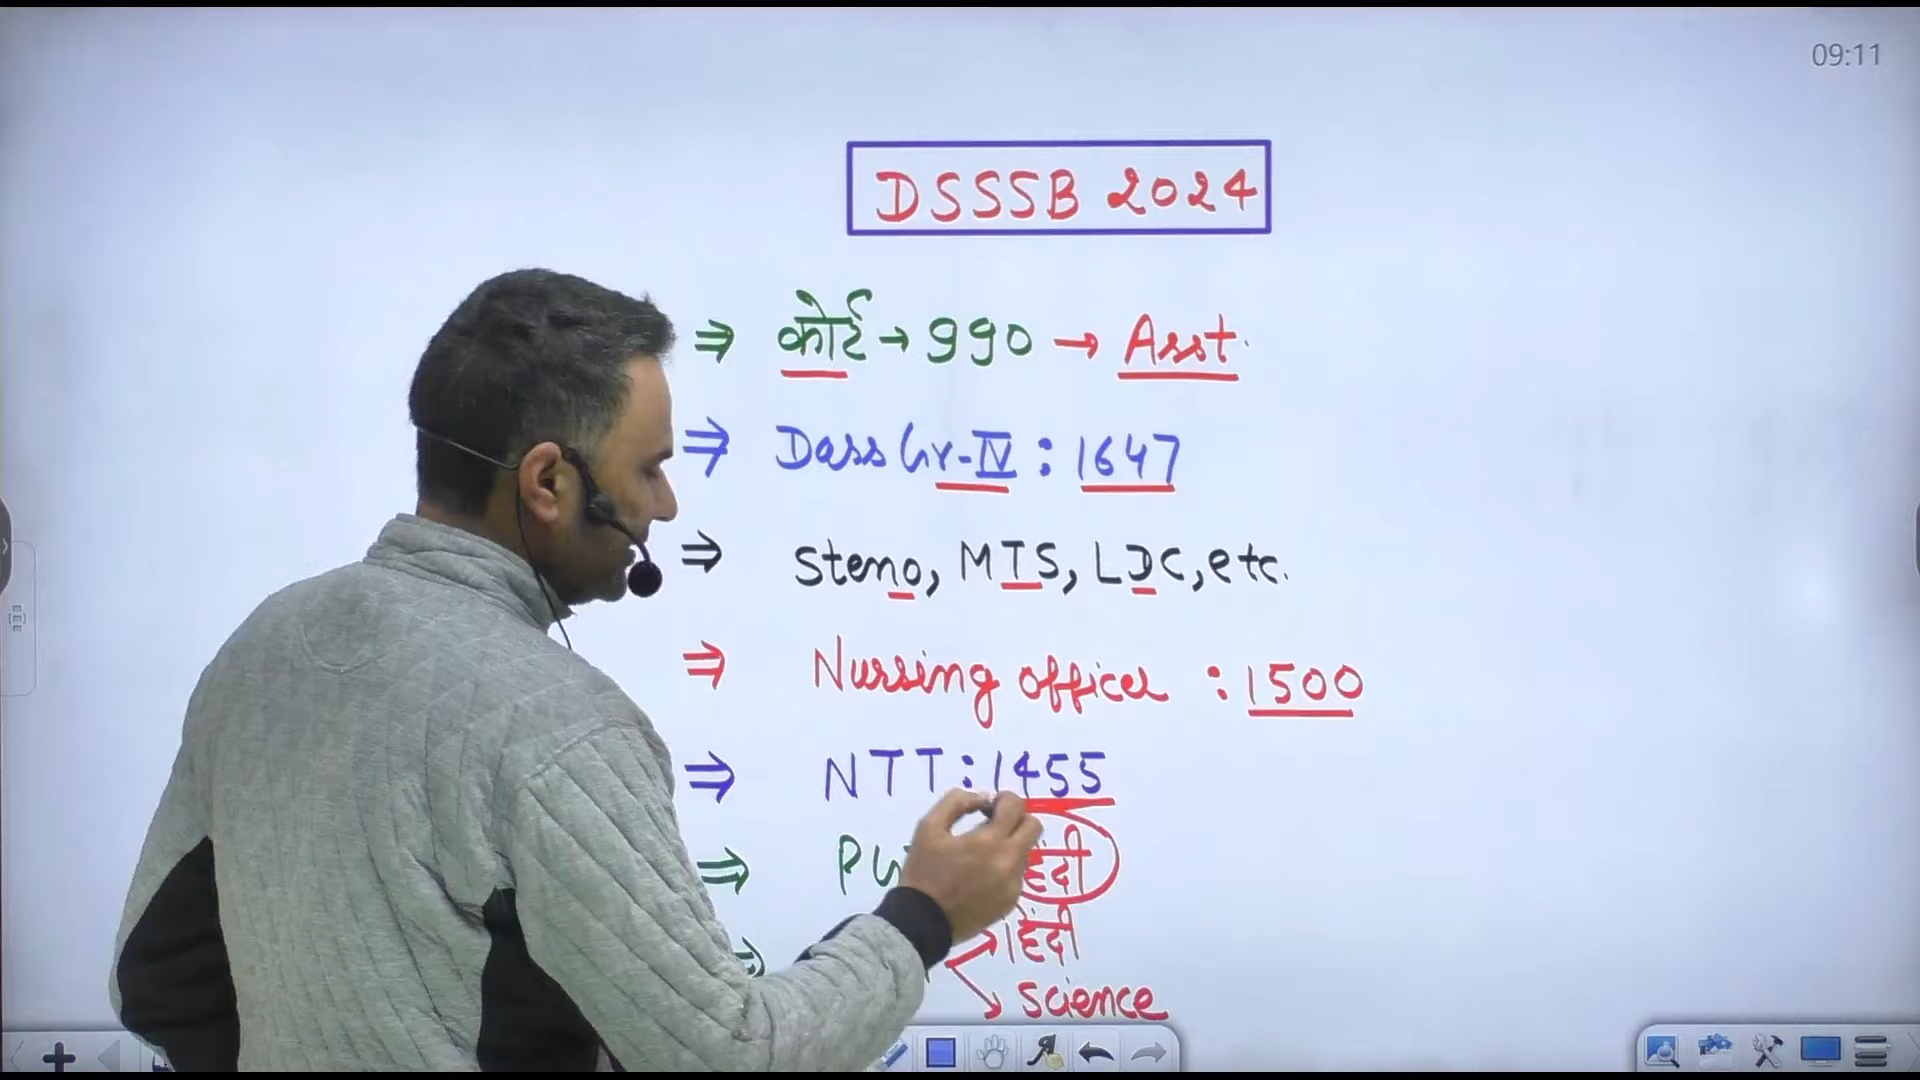 09:11
DSSSB 2024
⇒ कोर्ट → 990 → Asst.
⇒ Dass Gr-IV : 1647
⇒ Steno, MTS, LDC, etc.
⇒ Nursing officer : 1500
⇒ NTT : 1455
⇒ हिंदी
⇒ → हिंदी
→ Science